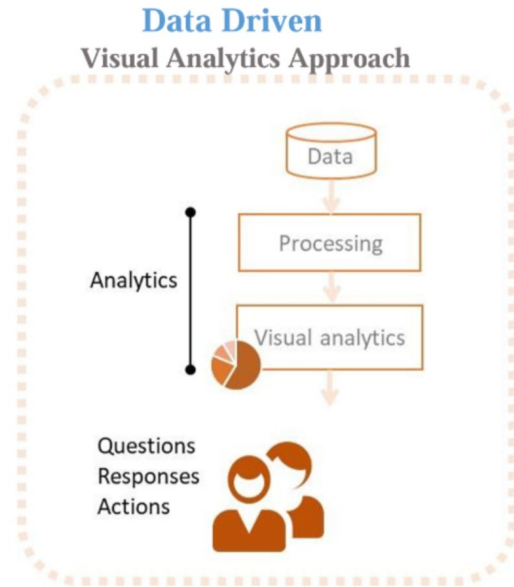 Data Driven
Visual Analytics Approach
Data
Processing
Analytics
Visual analytics
Questions
Responses
Actions